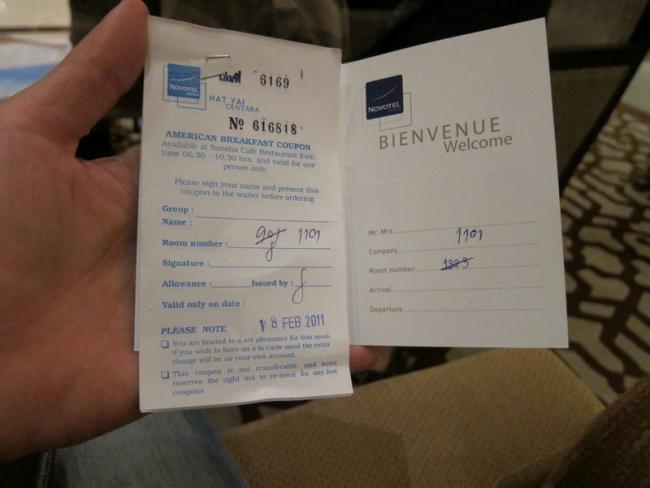 6169
NOVOTEL
HAT YAI
CENTARA
No 616818
AMERICAN BREAKFAST COUPON
Available at Saneha Cafe Restaurant from
time 06.30 - 10.30 hrs. and valid for one
person only
Please sign your name and present this
coupon to the waiter before ordering
Group :
Name :
Room number : 1101
Signature :
Allowance : Issued by :
Valid only on date :
18 FEB 2011
PLEASE NOTE
You are limited to a set allowance for this meal.
if you wish to have an a la carte meal the extra
charge will be on your own account.
This coupon is not transferable and hotel
reserves the right not to re-issue for any lost
coupons
NOVOTEL
BIENVENUE
Welcome
Mr. Mrs.
1101
Company
Room number
Arrival
Departure